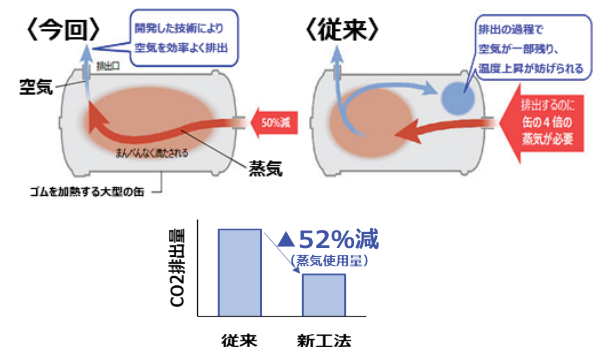 〈今回〉
開発した技術により
空気を効率よく排出
排出口
空気
50%減
まんべんなく満たされる
蒸気
ゴムを加熱する大型の缶
〈従来〉
排出の過程で
空気が一部残り、
温度上昇が妨げられる
排出するのに
缶の4倍の
蒸気が必要
CO2排出量
▲52%減
(蒸気使用量)
従来
新工法